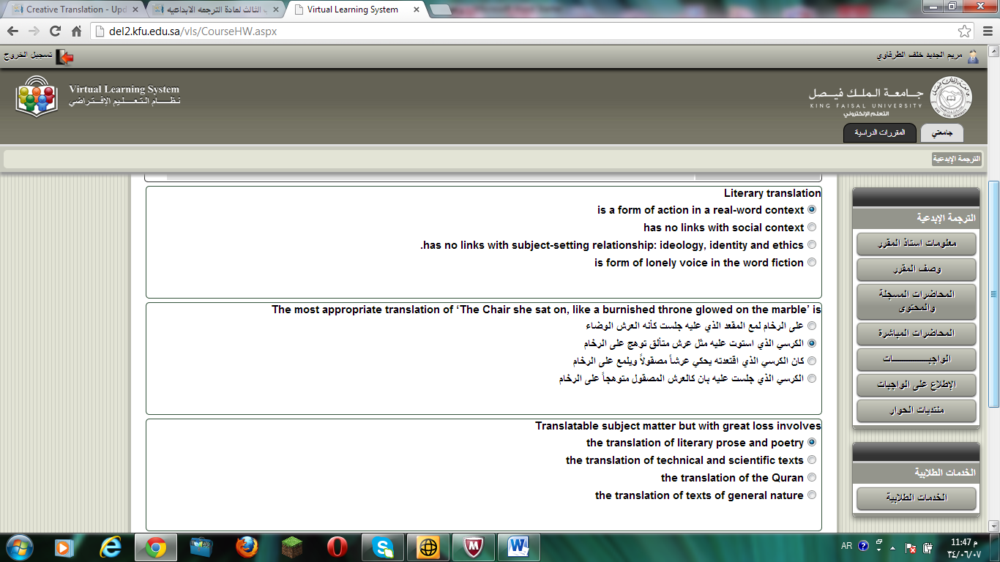 Creative Translation - Upd
ب الثالث لمادة الترجمه الابداعيه
Virtual Learning System
del2.kfu.edu.sa/vls/CourseHW.aspx
مريم الجديد خلف الطرفاوي
تسجيل الخروج
Virtual Learning System
نظام التعليم الإفتراضي
جامعة الملك فيصل
KING FAISAL UNIVERSITY
التعلم الإلكتروني
جامعتي
المقررات الدراسية
الترجمة الإبدعية
Literary translation
is a form of action in a real-word context
has no links with social context
.has no links with subject-setting relationship: ideology, identity and ethics
is form of lonely voice in the word fiction
The most appropriate translation of ‘The Chair she sat on, like a burnished throne glowed on the marble’ is
على الرخام لمع المقعد الذي عليه جلست كأنه العرش الوضاء
الكرسي الذي استوت عليه مثل عرش متألق توهج على الرخام
كان الكرسي الذي اقتعدته يحكي عرشاً مصقولاً ويلمع على الرخام
الكرسي الذي جلست عليه بان كالعرش المصقول متوهجاً على الرخام
Translatable subject matter but with great loss involves
the translation of literary prose and poetry
the translation of technical and scientific texts
the translation of the Quran
the translation of texts of general nature
الترجمة الإبدعية
معلومات استاذ المقرر
وصف المقرر
المحاضرات المسجلة
والمحتوى
المحاضرات المباشرة
الواجبـــــــــات
الإطلاع على الواجبات
منتديات الحوار
الخدمات الطلابية
الخدمات الطلابية
AR
11:47 م
٣٤/٠٦/٠٧